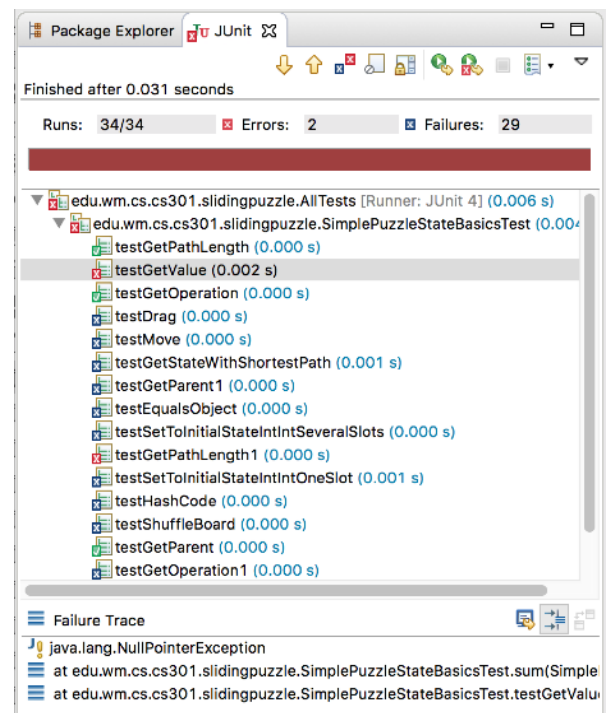 Package Explorer JUnit
Finished after 0.031 seconds
Runs: 34/34 Errors: 2 Failures: 29
edu.wm.cs.cs301.slidingpuzzle.AllTests [Runner: JUnit 4] (0.006 s)
edu.wm.cs.cs301.slidingpuzzle.SimplePuzzleStateBasicsTest (0.004
testGetPathLength (0.000 s)
testGetValue (0.002 s)
testGetOperation (0.000 s)
testDrag (0.000 s)
testMove (0.000 s)
testGetStateWithShortestPath (0.001 s)
testGetParent1 (0.000 s)
testEqualsObject (0.000 s)
testSetToInitialStateIntIntSeveralSlots (0.000 s)
testGetPathLength1 (0.000 s)
testSetToInitialStateIntIntOneSlot (0.001 s)
testHashCode (0.000 s)
testShuffleBoard (0.000 s)
testGetParent (0.000 s)
testGetOperation1 (0.000 s)
Failure Trace
java.lang.NullPointerException
at edu.wm.cs.cs301.slidingpuzzle.SimplePuzzleStateBasicsTest.sum(Simple
at edu.wm.cs.cs301.slidingpuzzle.SimplePuzzleStateBasicsTest.testGetValu